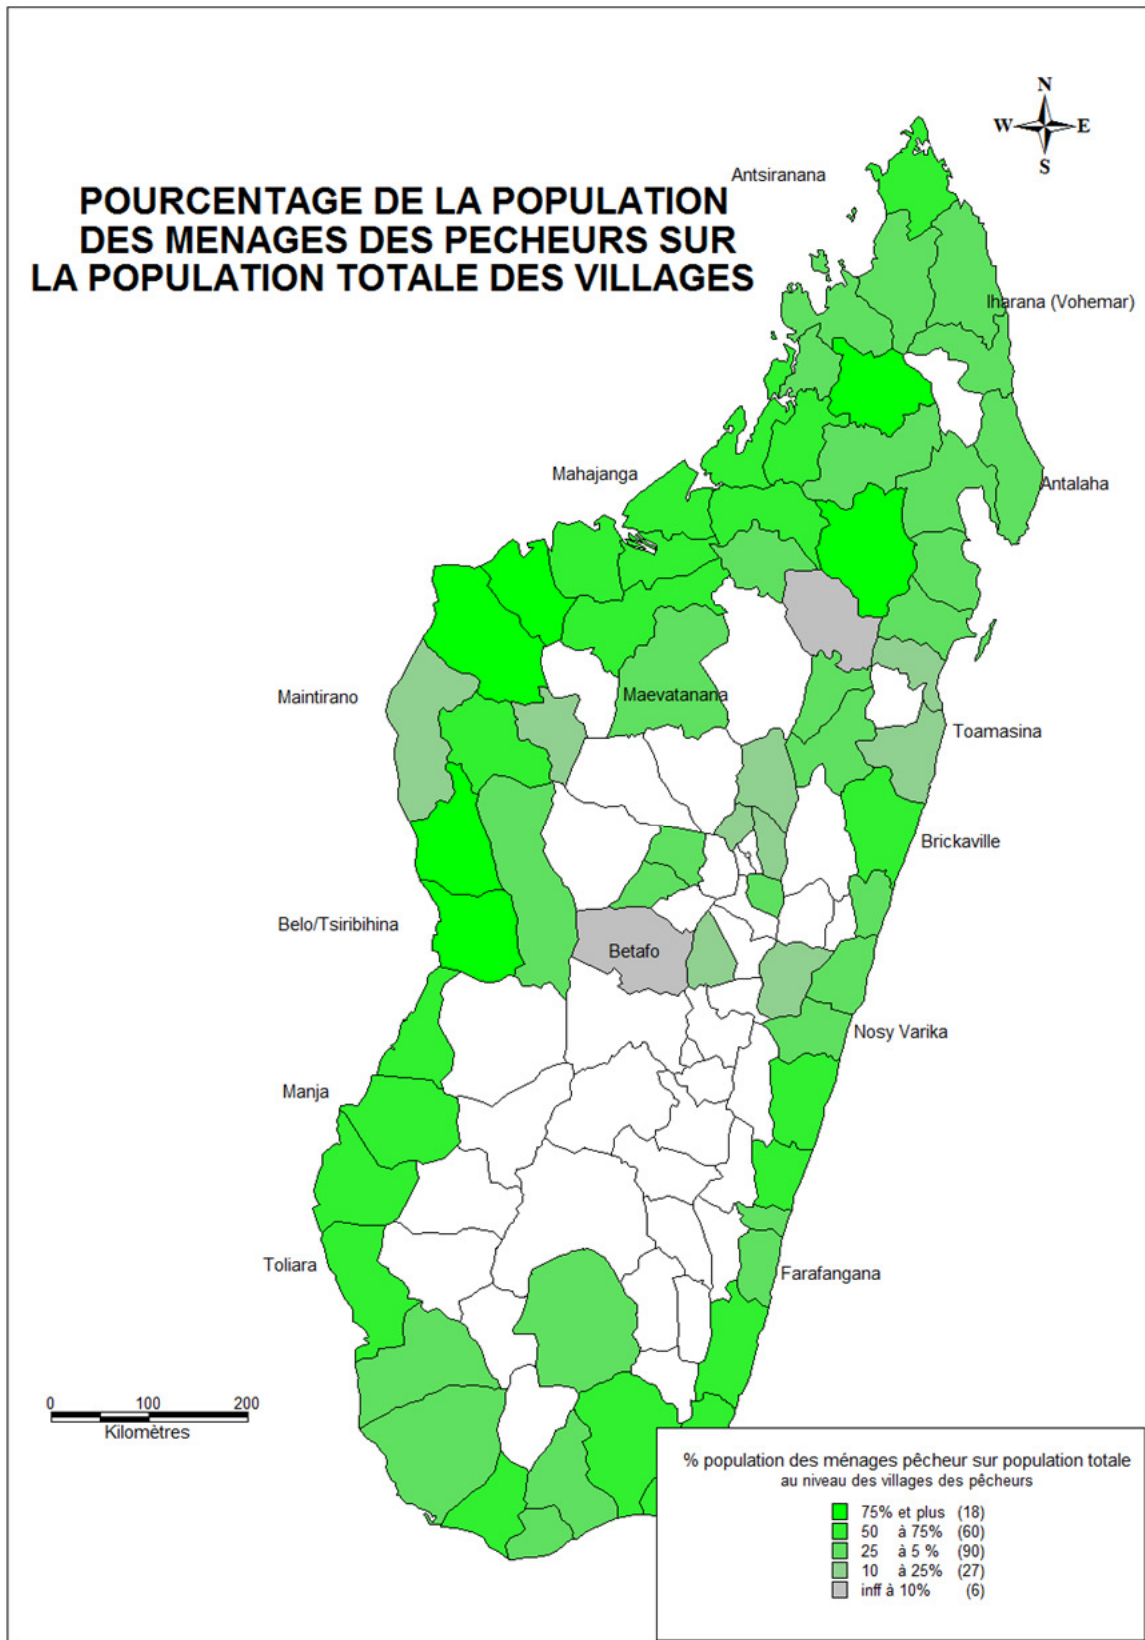 N
W E
S
Antsiranana
POURCENTAGE DE LA POPULATION
DES MENAGES DES PECHEURS SUR
LA POPULATION TOTALE DES VILLAGES
Iharana (Vohemar)
Mahajanga
Antalaha
Maintirano
Maevatanana
Toamasina
Brickaville
Belo/Tsiribihina
Betafo
Nosy Varika
Manja
Toliara
Farafangana
0 100 200
Kilomètres
% population des ménages pêcheur sur population totale
au niveau des villages des pêcheurs
75% et plus (18)
50 à 75% (60)
25 à 5 % (90)
10 à 25% (27)
inff à 10% (6)